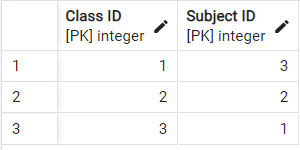 Class ID Subject ID
[PK] integer [PK] integer
1 1 3
2 2 2
3 3 1